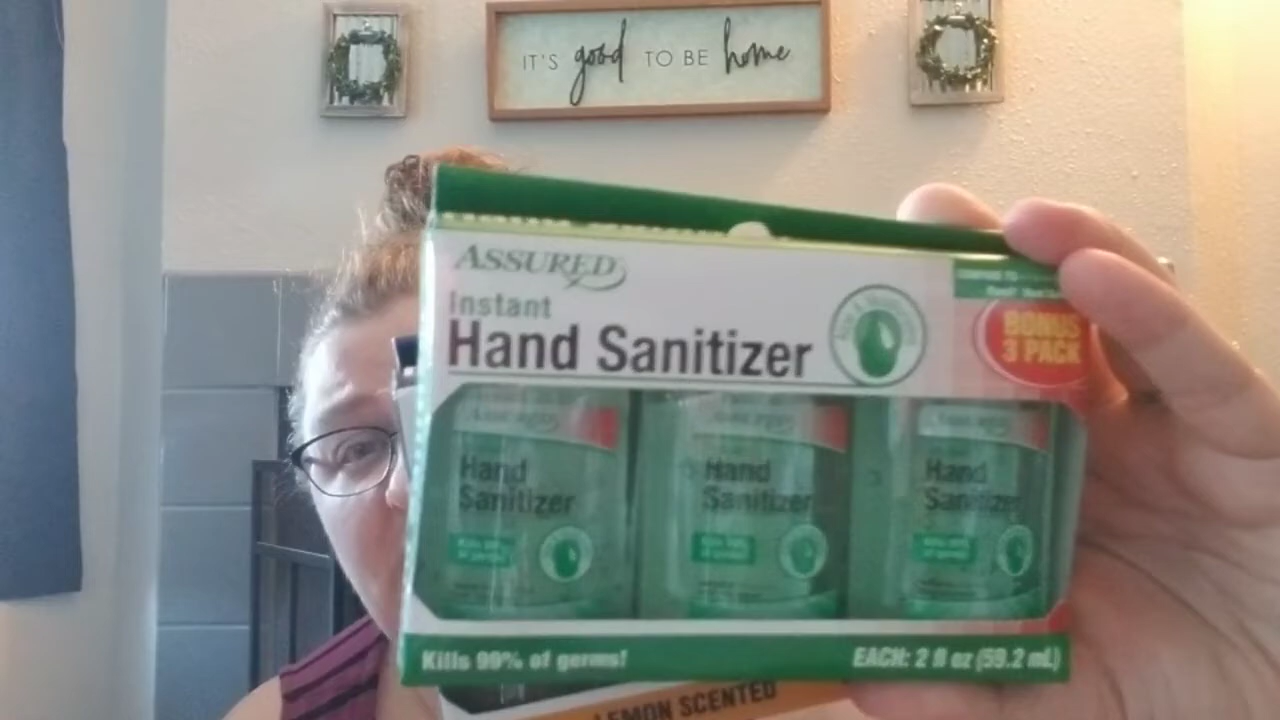 IT'S good TO BE home
ASSURED
Instant
Hand Sanitizer
BONUS
3 PACK
Hand
Sanitizer
Hand
Sanitizer
Hand
Sanitizer
Kills 99% of germs!
EACH: 2 fl oz (59.2 mL)
LEMON SCENTED